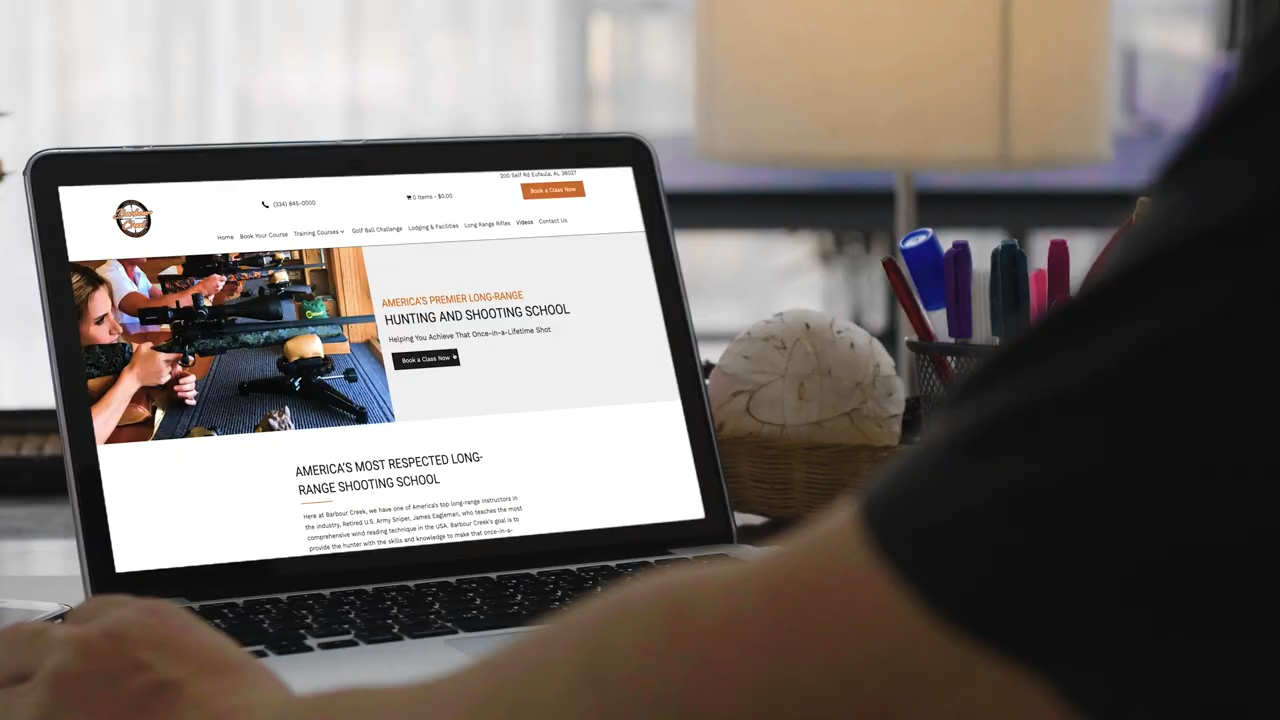 200 Self Rd Eufaula, AL 36027
(334) 845-0000
0 Items - $0.00
Book a Class Now
Home Book Your Course Training Courses Golf Ball Challenge Lodging & Facilities Long Range Rifles Videos Contact Us
AMERICA'S PREMIER LONG-RANGE
HUNTING AND SHOOTING SCHOOL
Helping You Achieve That Once-in-a-Lifetime Shot
Book a Class Now
AMERICA'S MOST RESPECTED LONG-
RANGE SHOOTING SCHOOL
Here at Barbour Creek, we have one of America's top long-range instructors in
the industry, Retired U.S. Army Sniper, James Eagleman, who teaches the most
comprehensive wind reading technique in the USA. Barbour Creek's goal is to
provide the hunter with the skills and knowledge to make that once-in-a-